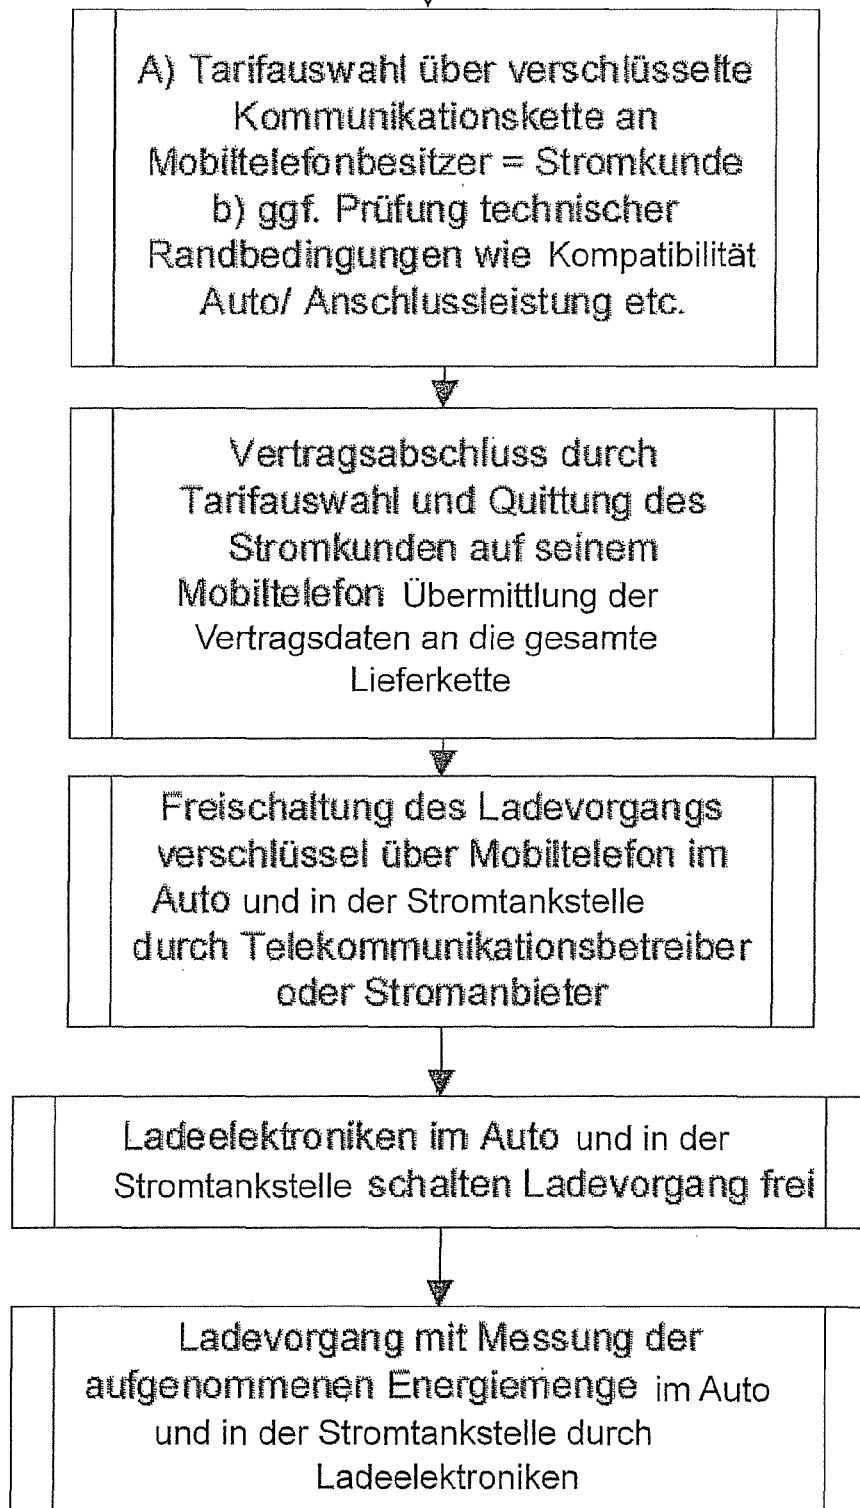 A) Tarifauswahl über verschlüsselte
Kommunikationskette an
Mobiltelefonbesitzer = Stromkunde
b) ggf. Prüfung technischer
Randbedingungen wie Kompatibilität
Auto/ Anschlussleistung etc.
Vertragsabschluss durch
Tarifauswahl und Quittung des
Stromkunden auf seinem
Mobiltelefon Übermittlung der
Vertragsdaten an die gesamte
Lieferkette
Freischaltung des Ladevorgangs
verschlüssel über Mobiltelefon im
Auto und in der Stromtankstelle
durch Telekommunikationsbetreiber
oder Stromanbieter
Ladeelektroniken im Auto und in der
Stromtankstelle schalten Ladevorgang frei
Ladevorgang mit Messung der
aufgenommenen Energiemenge im Auto
und in der Stromtankstelle durch
Ladeelektroniken